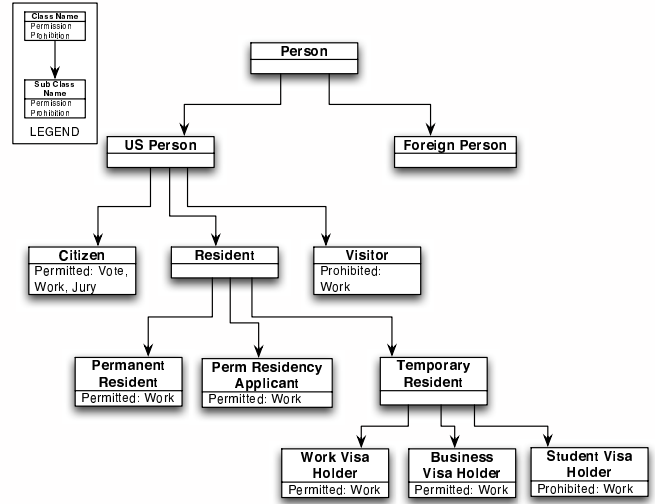 Class Name
Permission
Prohibition
Sub Class
Name
Permission
Prohibition
LEGEND
Person
US Person
Foreign Person
Citizen
Permitted: Vote,
Work, Jury
Resident
Visitor
Prohibited:
Work
Permanent
Resident
Permitted: Work
Perm Residency
Applicant
Permitted: Work
Temporary
Resident
Work Visa
Holder
Permitted: Work
Business
Visa Holder
Permitted: Work
Student Visa
Holder
Prohibited: Work